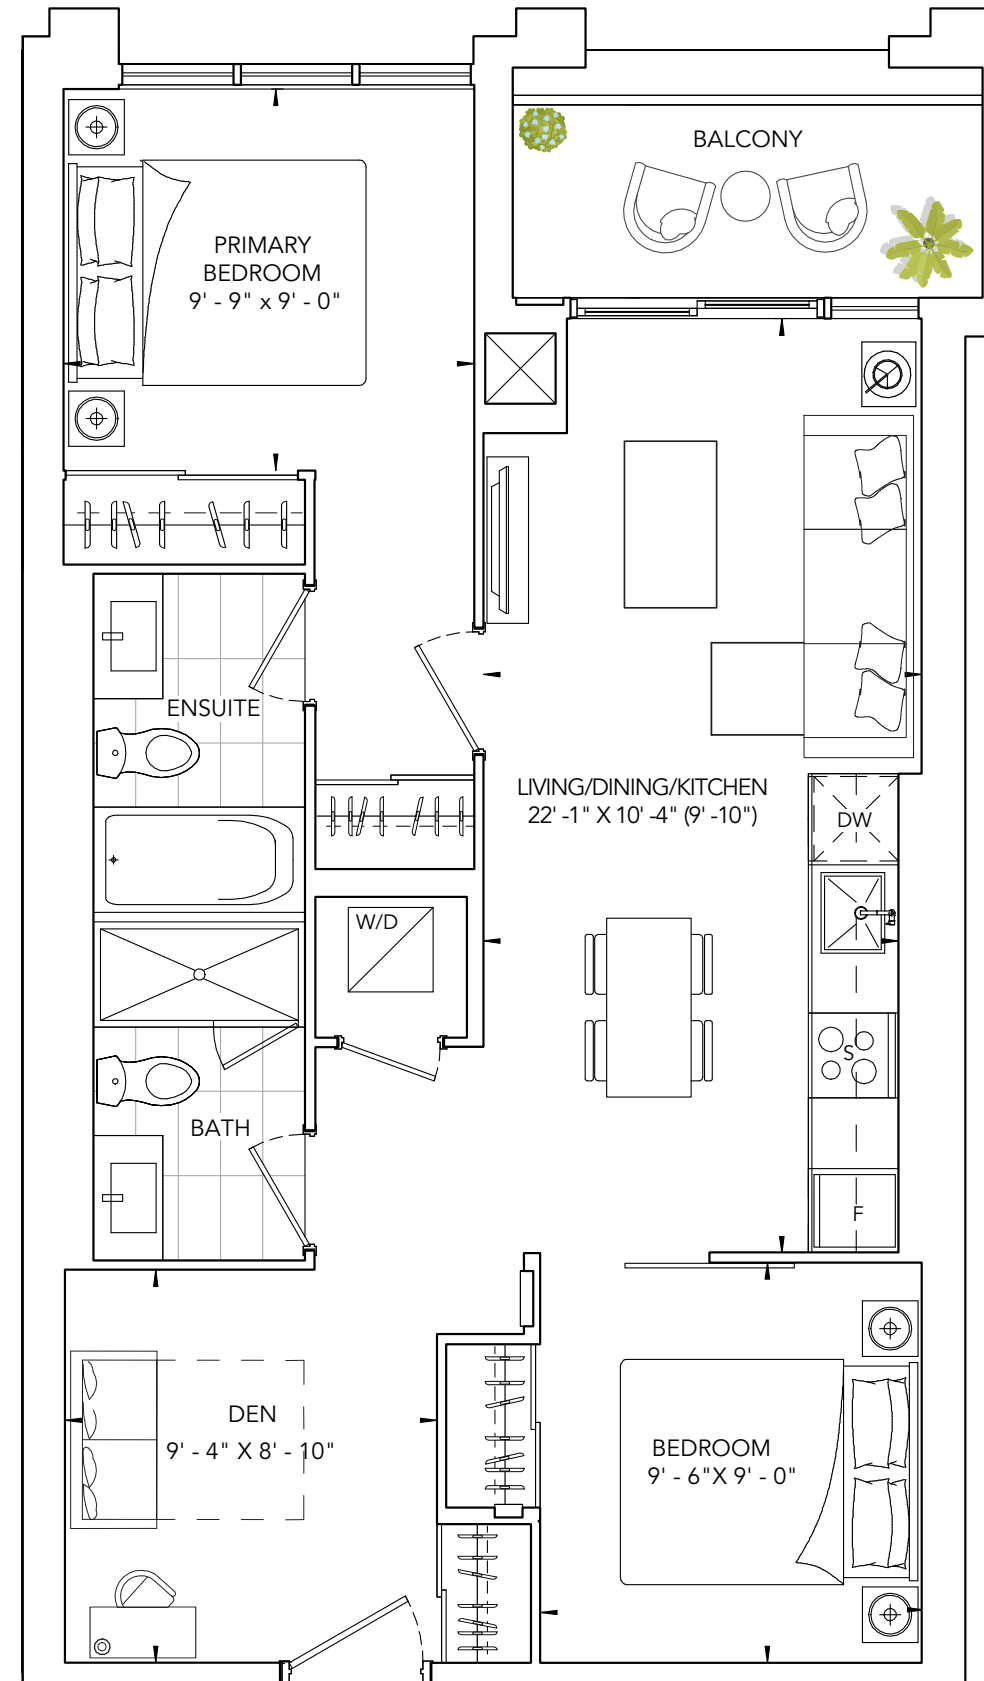 BALCONY
PRIMARY
BEDROOM
9' - 9" x 9' - 0"
ENSUITE
LIVING/DINING/KITCHEN
22' -1" X 10' -4" (9' -10")
DW
W/D
S
BATH
F
DEN
9' - 4" X 8' - 10"
BEDROOM
9' - 6"X 9' - 0"